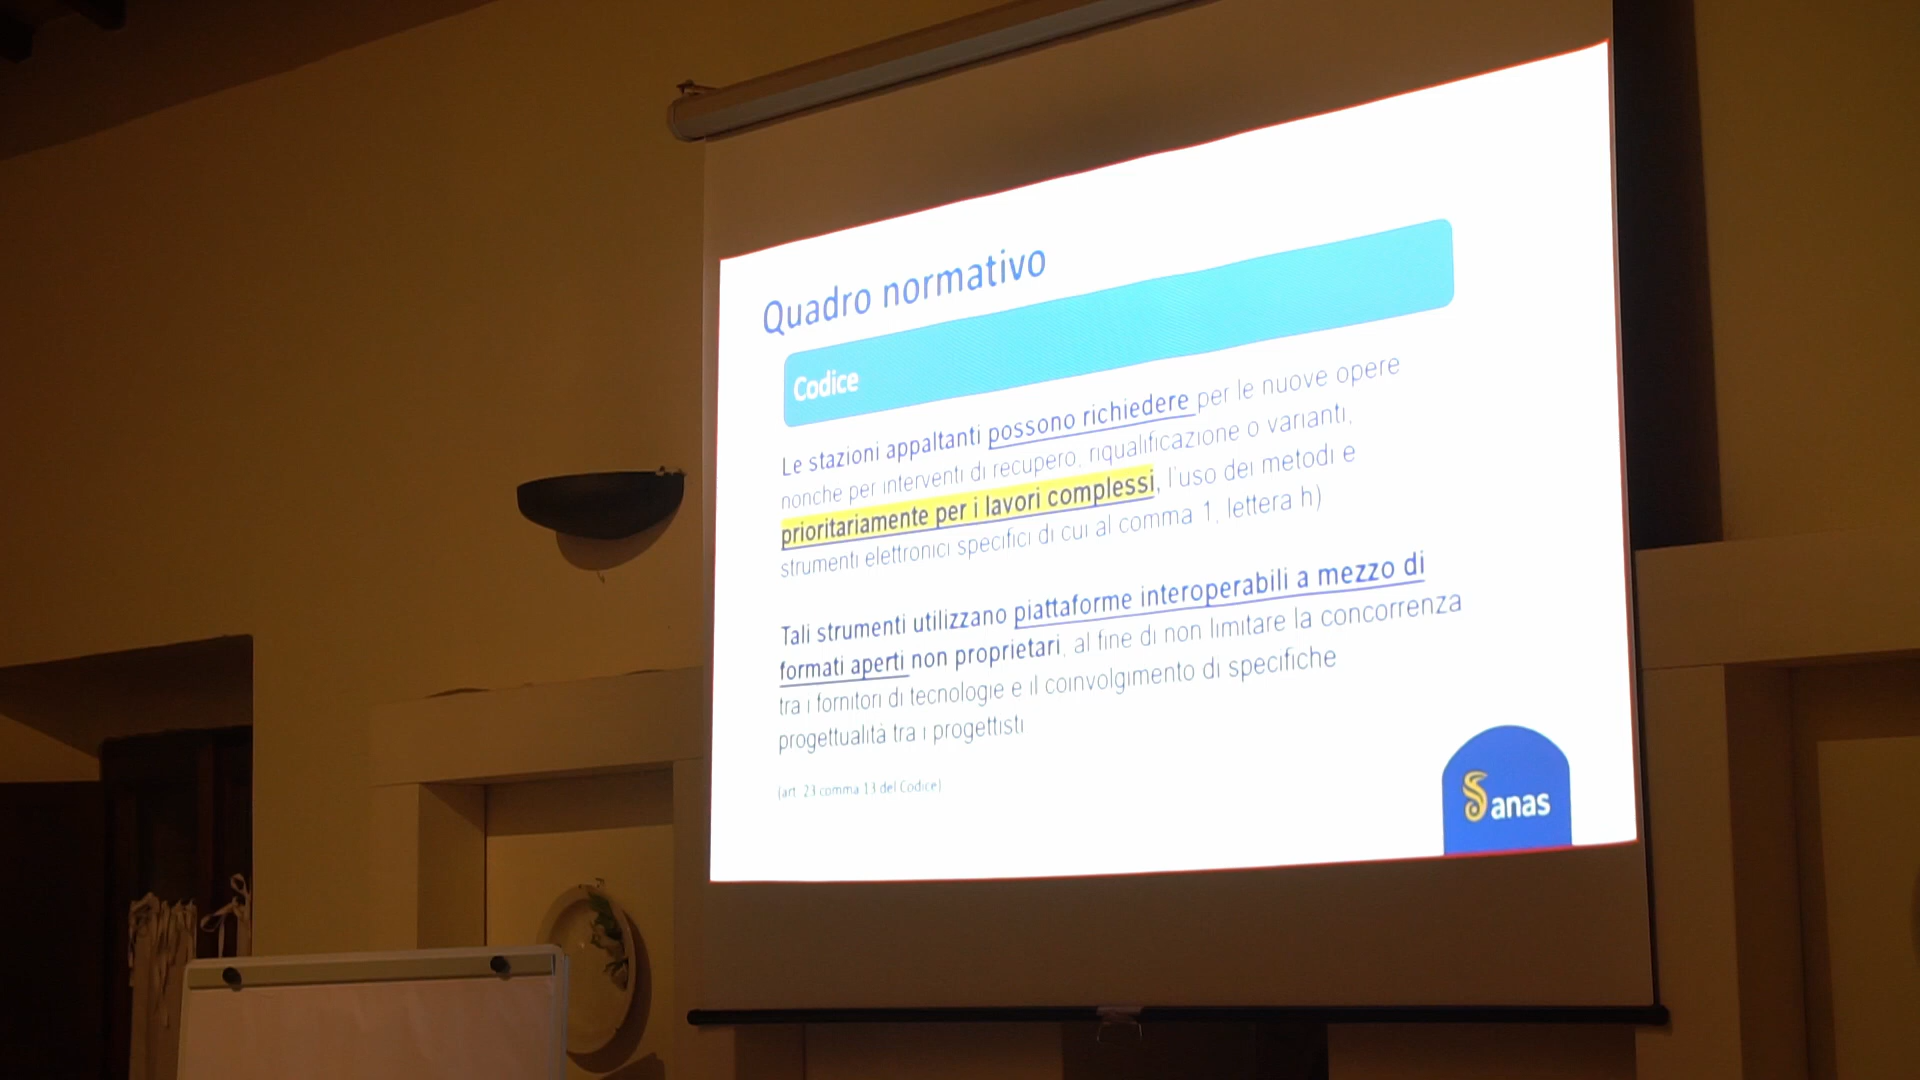 Quadro normativo
Codice
Le stazioni appaltanti possono richiedere per le nuove opere
nonche per interventi di recupero, riqualificazione o varianti,
prioritariamente per i lavori complessi, l'uso dei metodi e
strumenti elettronici specifici di cui al comma 1, lettera h)
Tali strumenti utilizzano piattaforme interoperabili a mezzo di
formati aperti non proprietari, al fine di non limitare la concorrenza
tra i fornitori di tecnologie e il coinvolgimento di specifiche
progettualità tra i progettisti
(art. 23 comma 13 del Codice)
anas